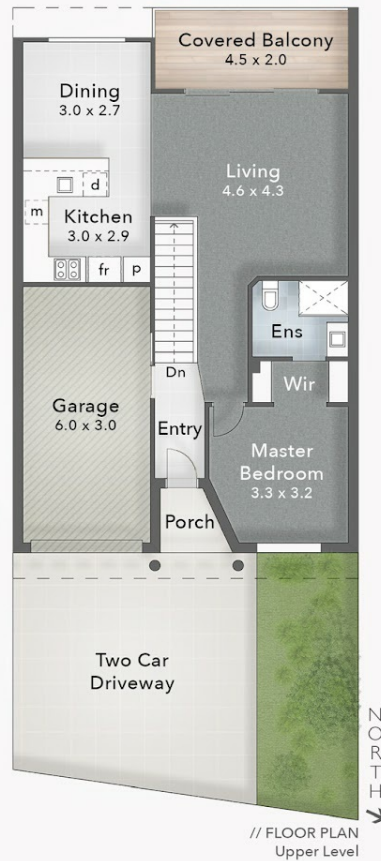 Covered Balcony
4.5 x 2.0
Dining
3.0 x 2.7
Living
4.6 x 4.3
d
m
Kitchen
3.0 x 2.9
fr
p
Ens
Dn
Wir
Garage
6.0 x 3.0
Entry
Master
Bedroom
3.3 x 3.2
Porch
Two Car
Driveway
NORTH
// FLOOR PLAN
Upper Level